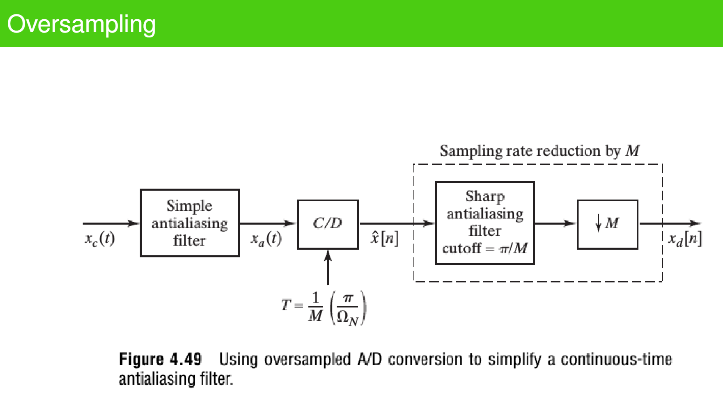 Oversampling
Sampling rate reduction by M
Simple
antialiasing
filter
C/D
Sharp
antialiasing
filter
cutoff = π/M
↓M
x_c(t)
x_a(t)
x̂[n]
x_d[n]
T = 1/M (π/Ω_N)
Figure 4.49 Using oversampled A/D conversion to simplify a continuous-time
antialiasing filter.